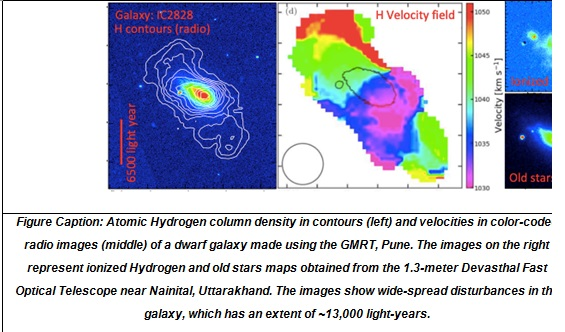 Galaxy: IC2828
H contours (radio)
6500 light year
(d)
H Velocity field
1050
1045
1040
1035
1030
Velocity [km s⁻¹]
Old stars
Figure Caption: Atomic Hydrogen column density in contours (left) and velocities in color-code
radio images (middle) of a dwarf galaxy made using the GMRT, Pune. The images on the right
represent ionized Hydrogen and old stars maps obtained from the 1.3-meter Devasthal Fast
Optical Telescope near Nainital, Uttarakhand. The images show wide-spread disturbances in th
galaxy, which has an extent of ~13,000 light-years.